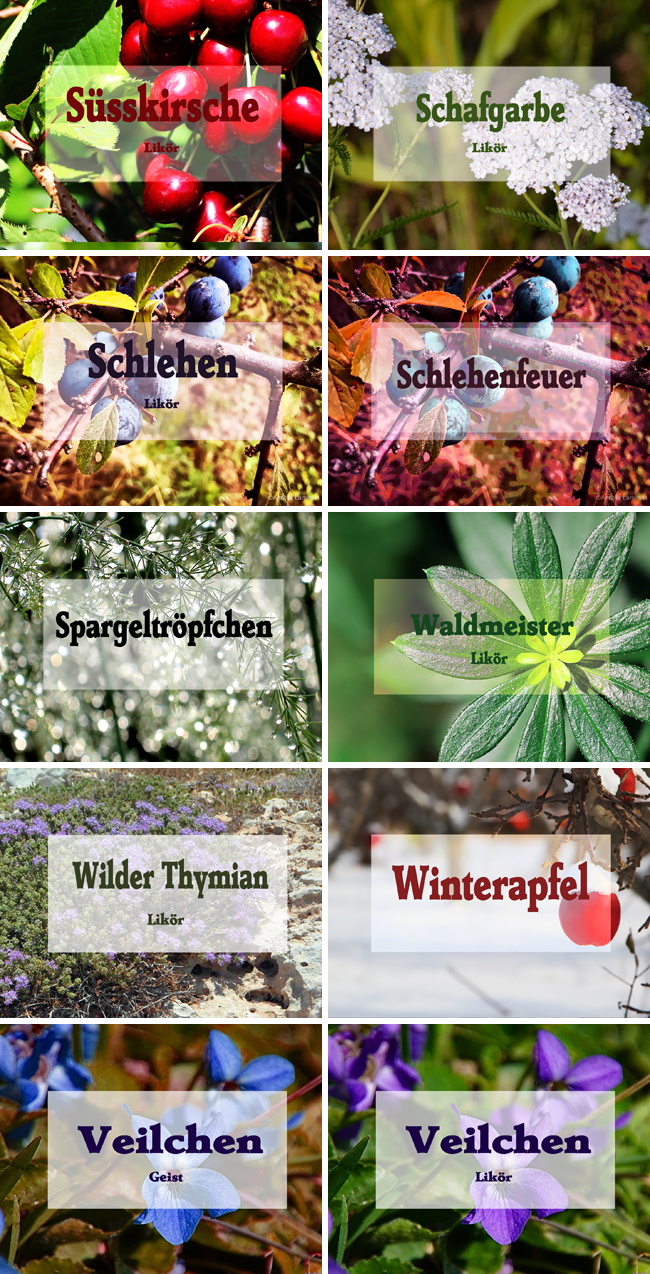 Süsskirsche
Likör
Schafgarbe
Likör
Schlehen
Likör
Schlehenfeuer
Spargeltröpfchen
Waldmeister
Likör
Wilder Thymian
Likör
Winterapfel
Veilchen
Geist
Veilchen
Likör